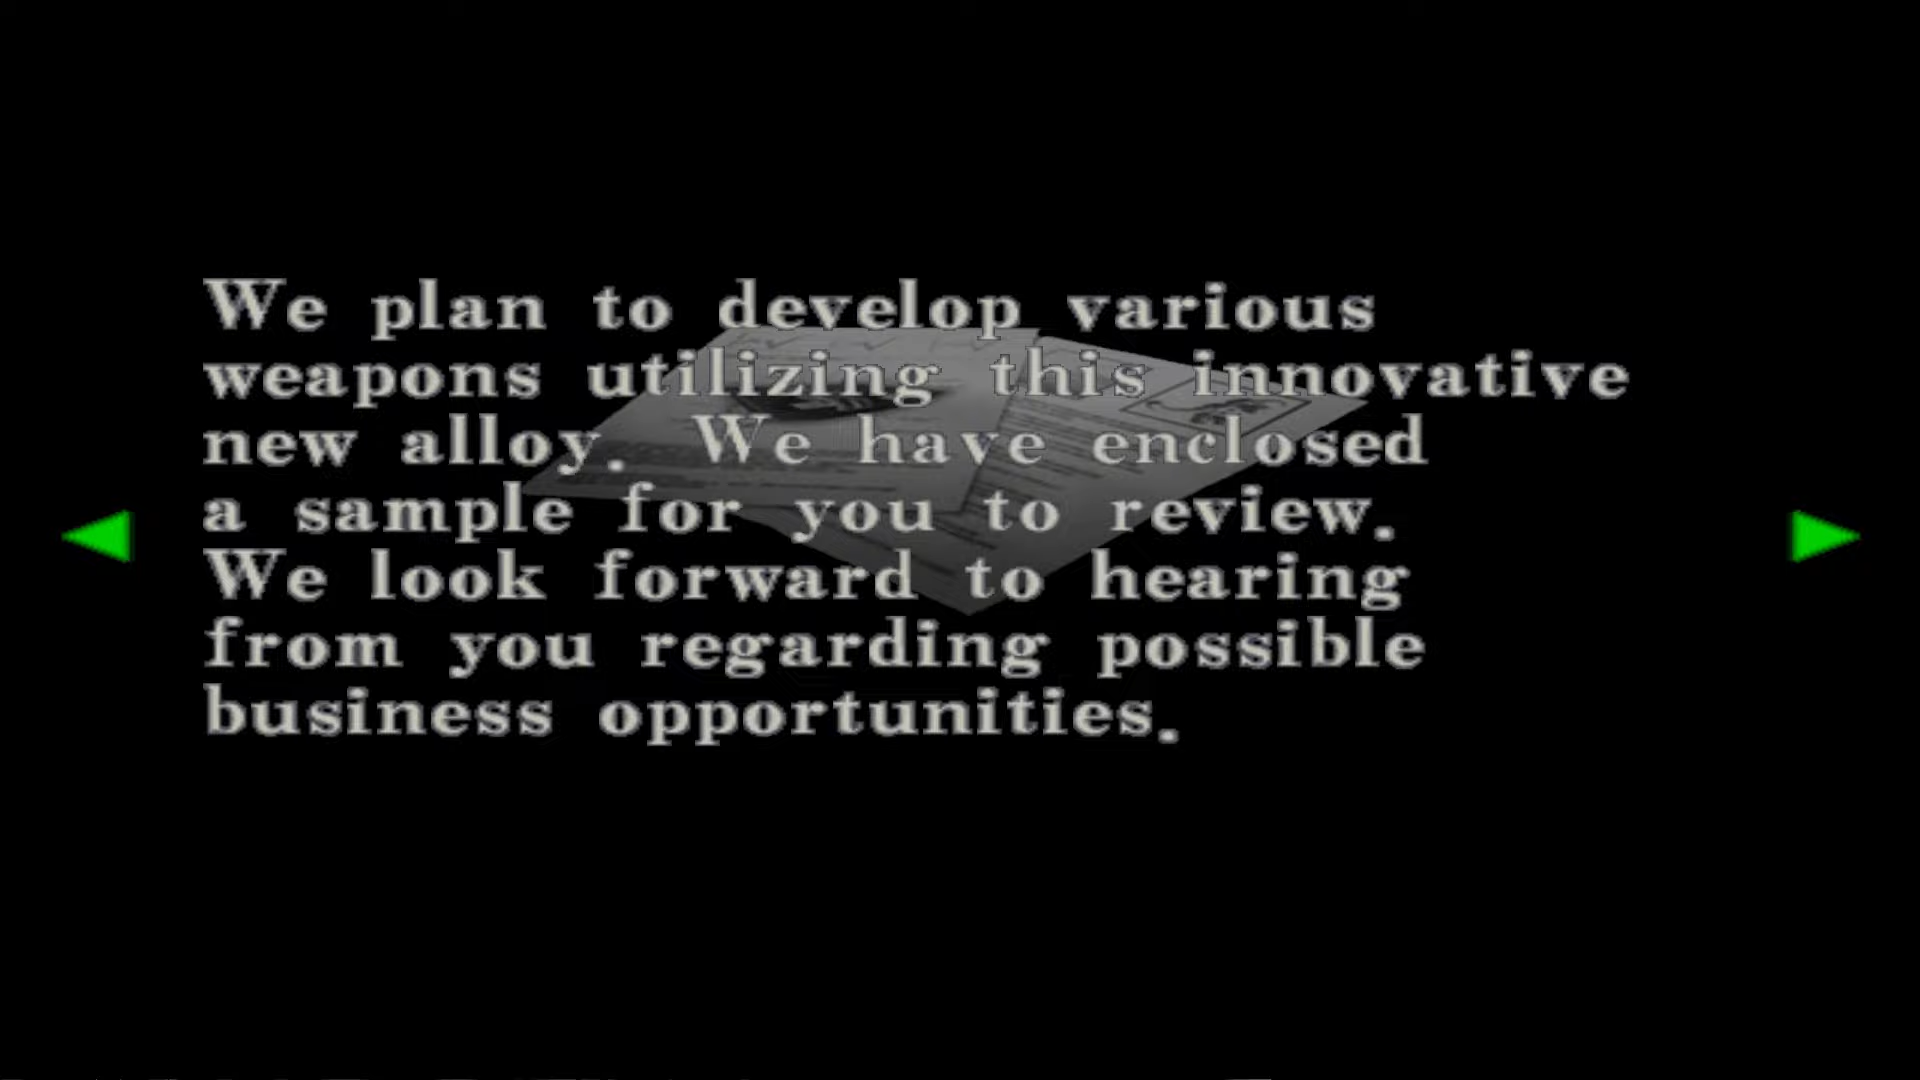 We plan to develop various
weapons utilizing this innovative
new alloy. We have enclosed
a sample for you to review.
We look forward to hearing
from you regarding possible
business opportunities.